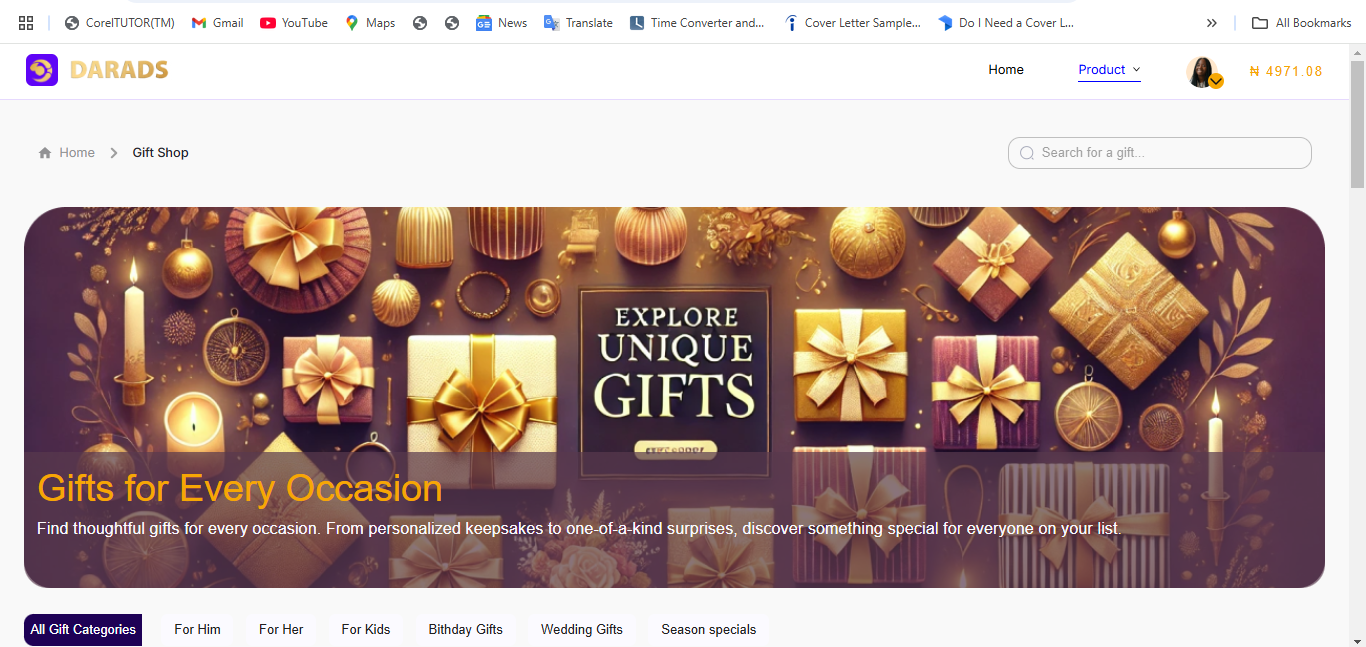 CorelTUTOR(TM) Gmail YouTube Maps News Translate Time Converter and... Cover Letter Sample... Do I Need a Cover L... All Bookmarks
DARADS Home Product ₦ 4971.08
Home Gift Shop Search for a gift...
EXPLORE
UNIQUE
GIFTS
Gifts for Every Occasion
Find thoughtful gifts for every occasion. From personalized keepsakes to one-of-a-kind surprises, discover something special for everyone on your list.
All Gift Categories For Him For Her For Kids Bithday Gifts Wedding Gifts Season specials